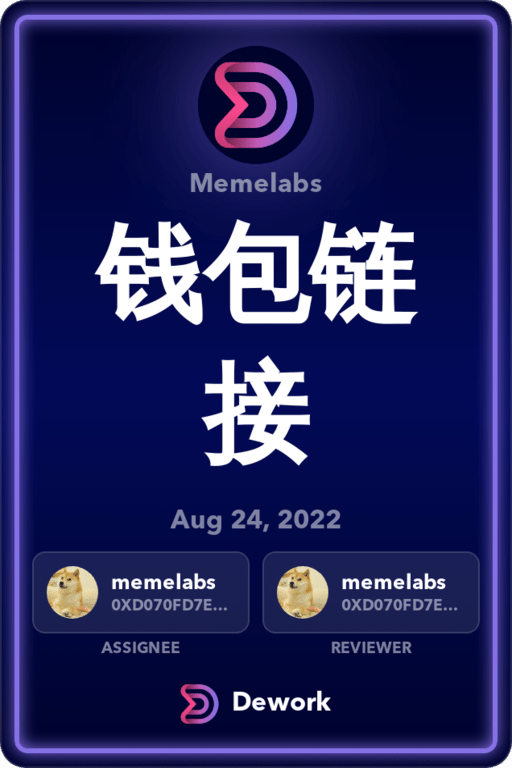 Memelabs
钱包链
接
Aug 24, 2022
memelabs
0XD070FD7E...
ASSIGNEE
memelabs
0XD070FD7E...
REVIEWER
Dework